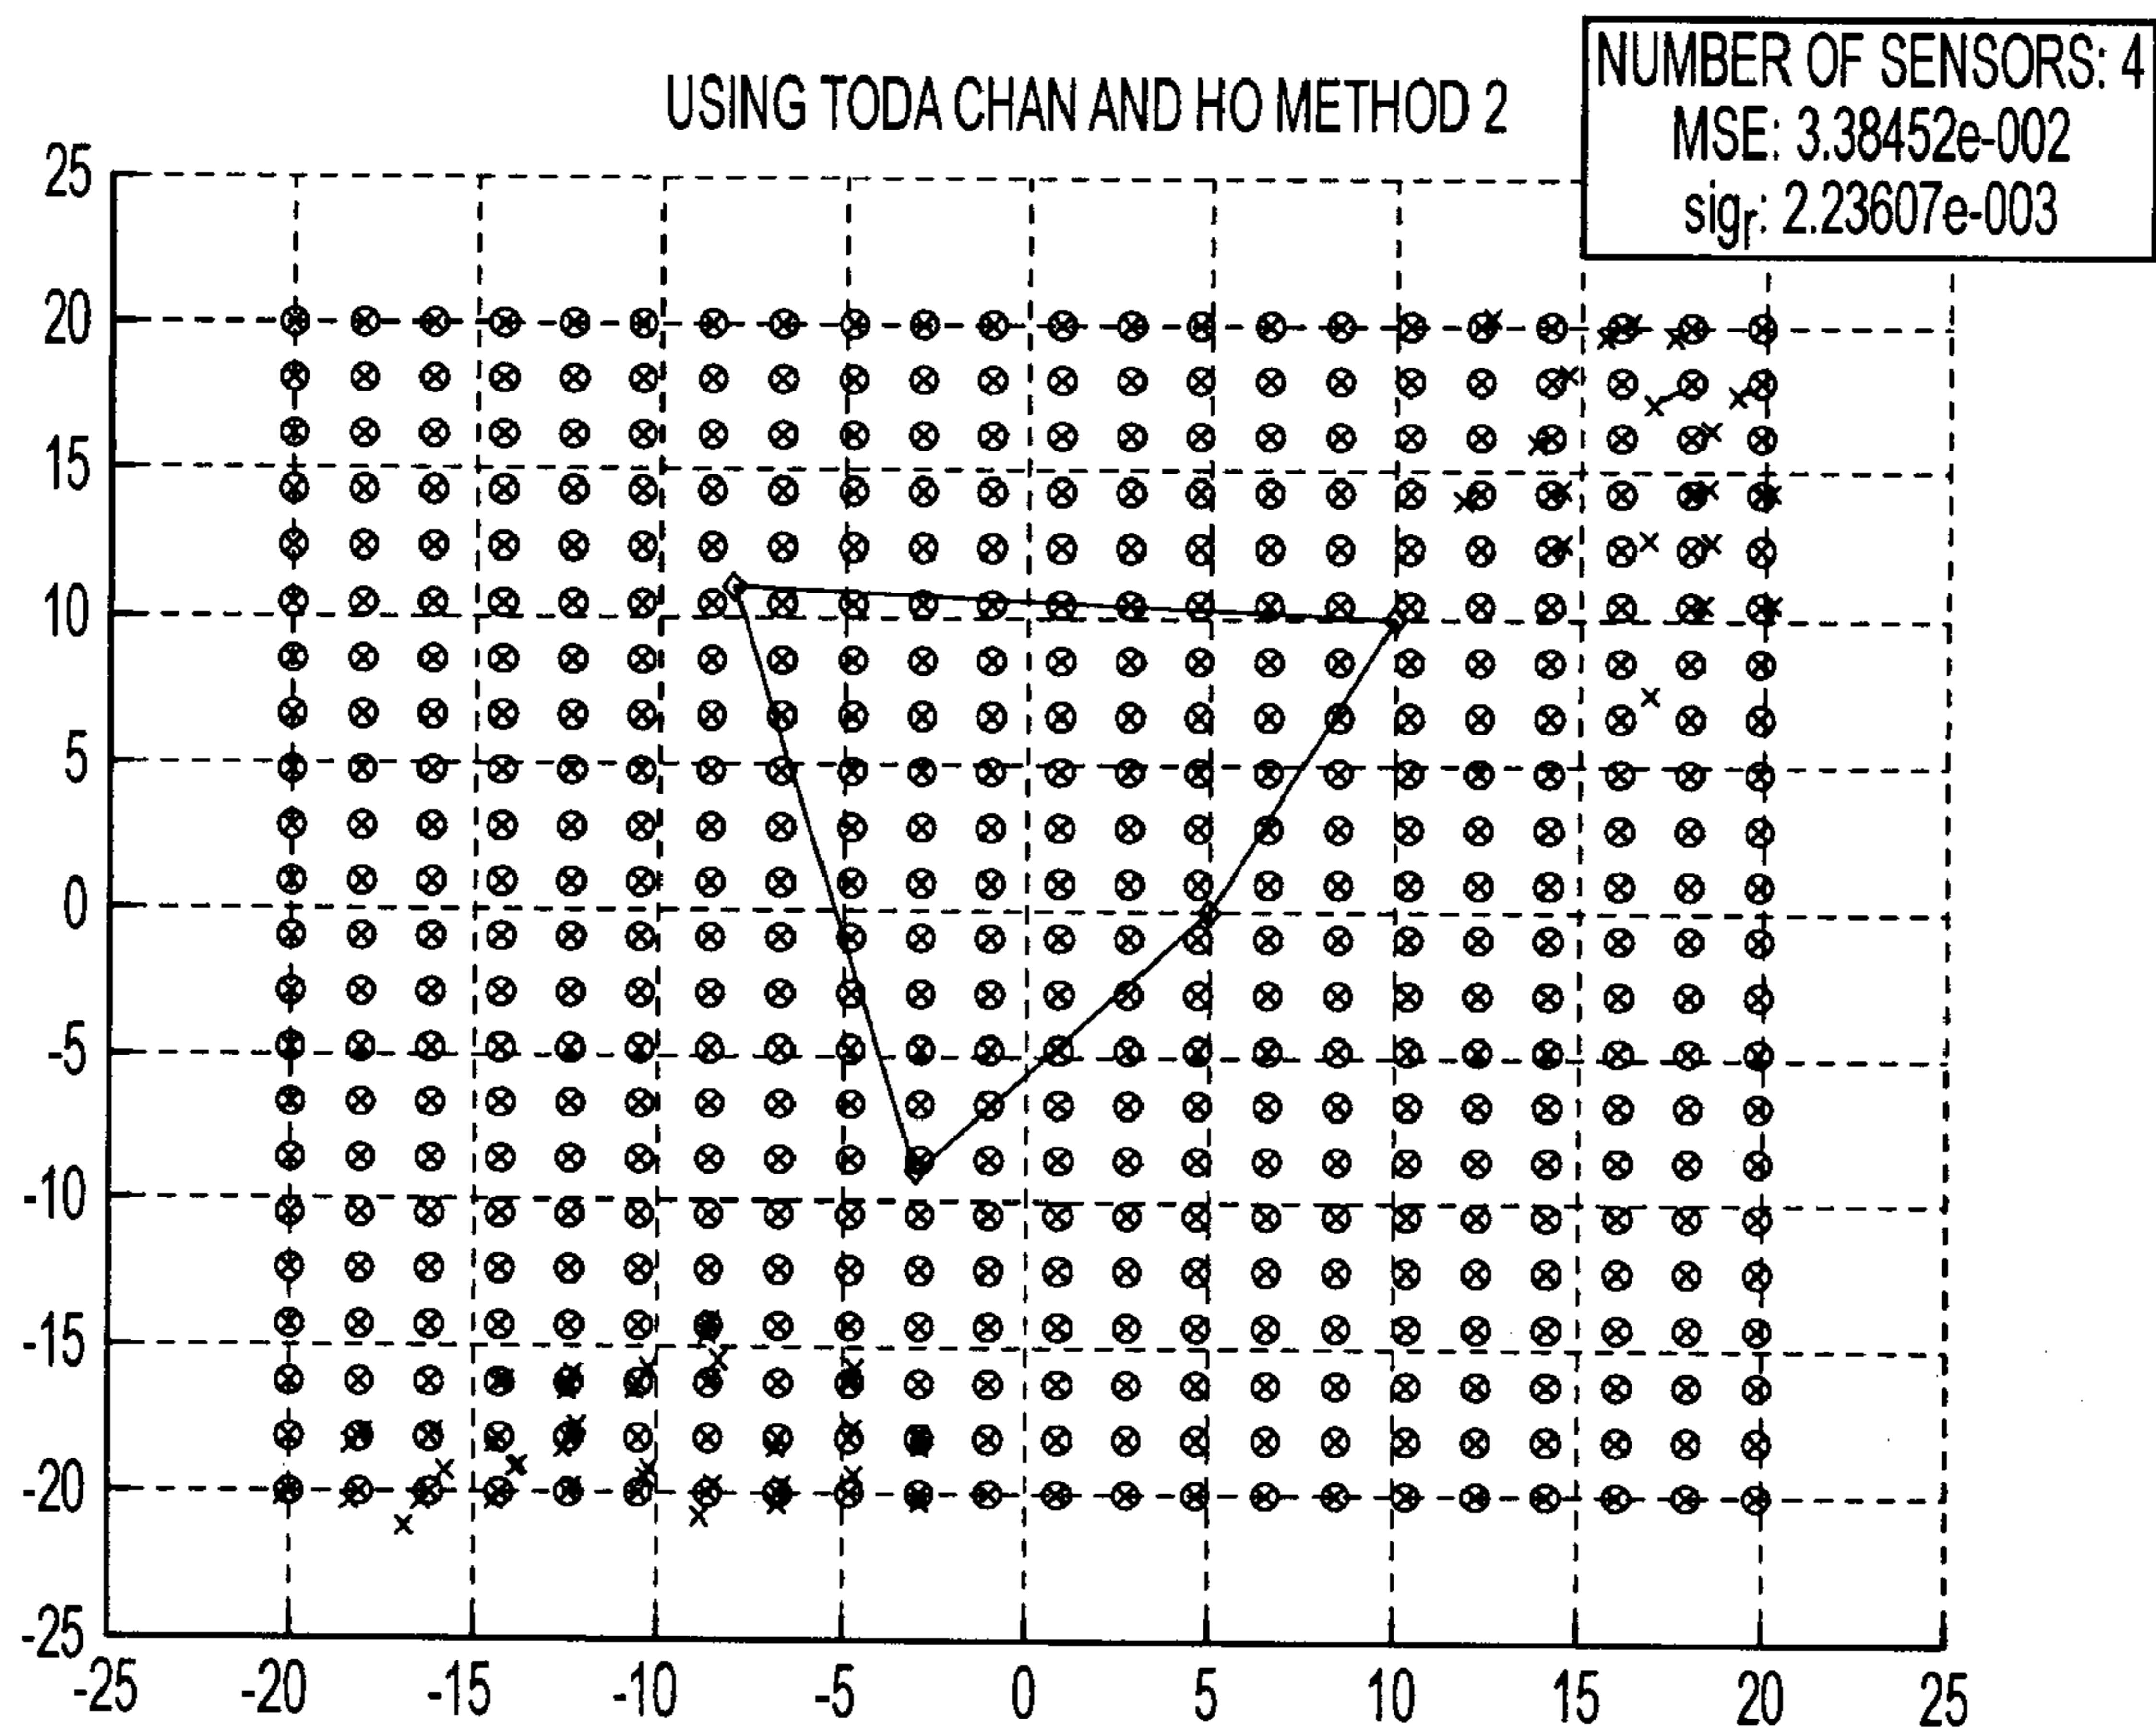 USING TODA CHAN AND HO METHOD 2
NUMBER OF SENSORS: 4
MSE: 3.38452e-002
sigr: 2.23607e-003
25
20
15
10
5
0
-5
-10
-15
-20
-25
-25 -20 -15 -10 -5 0 5 10 15 20 25